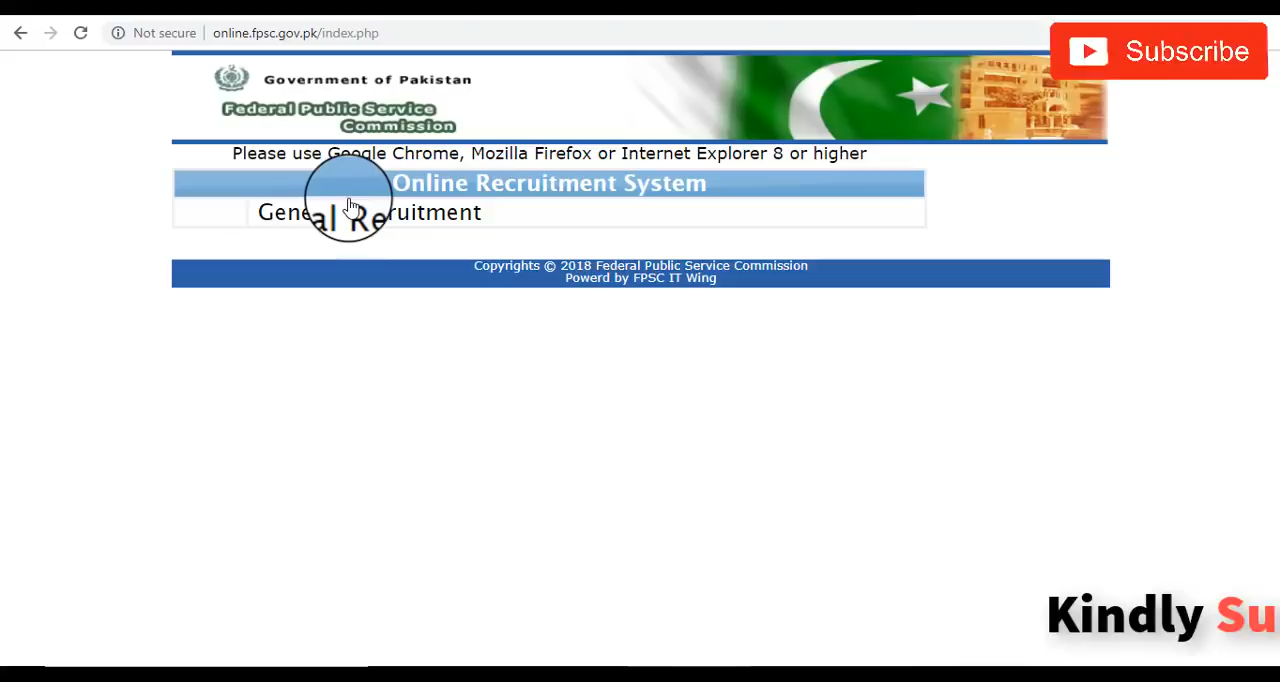 Not secure
online.fpsc.gov.pk/index.php
Subscribe
Government of Pakistan
Federal Public Service
Commission
Please use Google Chrome, Mozilla Firefox or Internet Explorer 8 or higher
Online Recruitment System
General Recruitment
Copyrights © 2018 Federal Public Service Commission
Powerd by FPSC IT Wing
Kindly Su